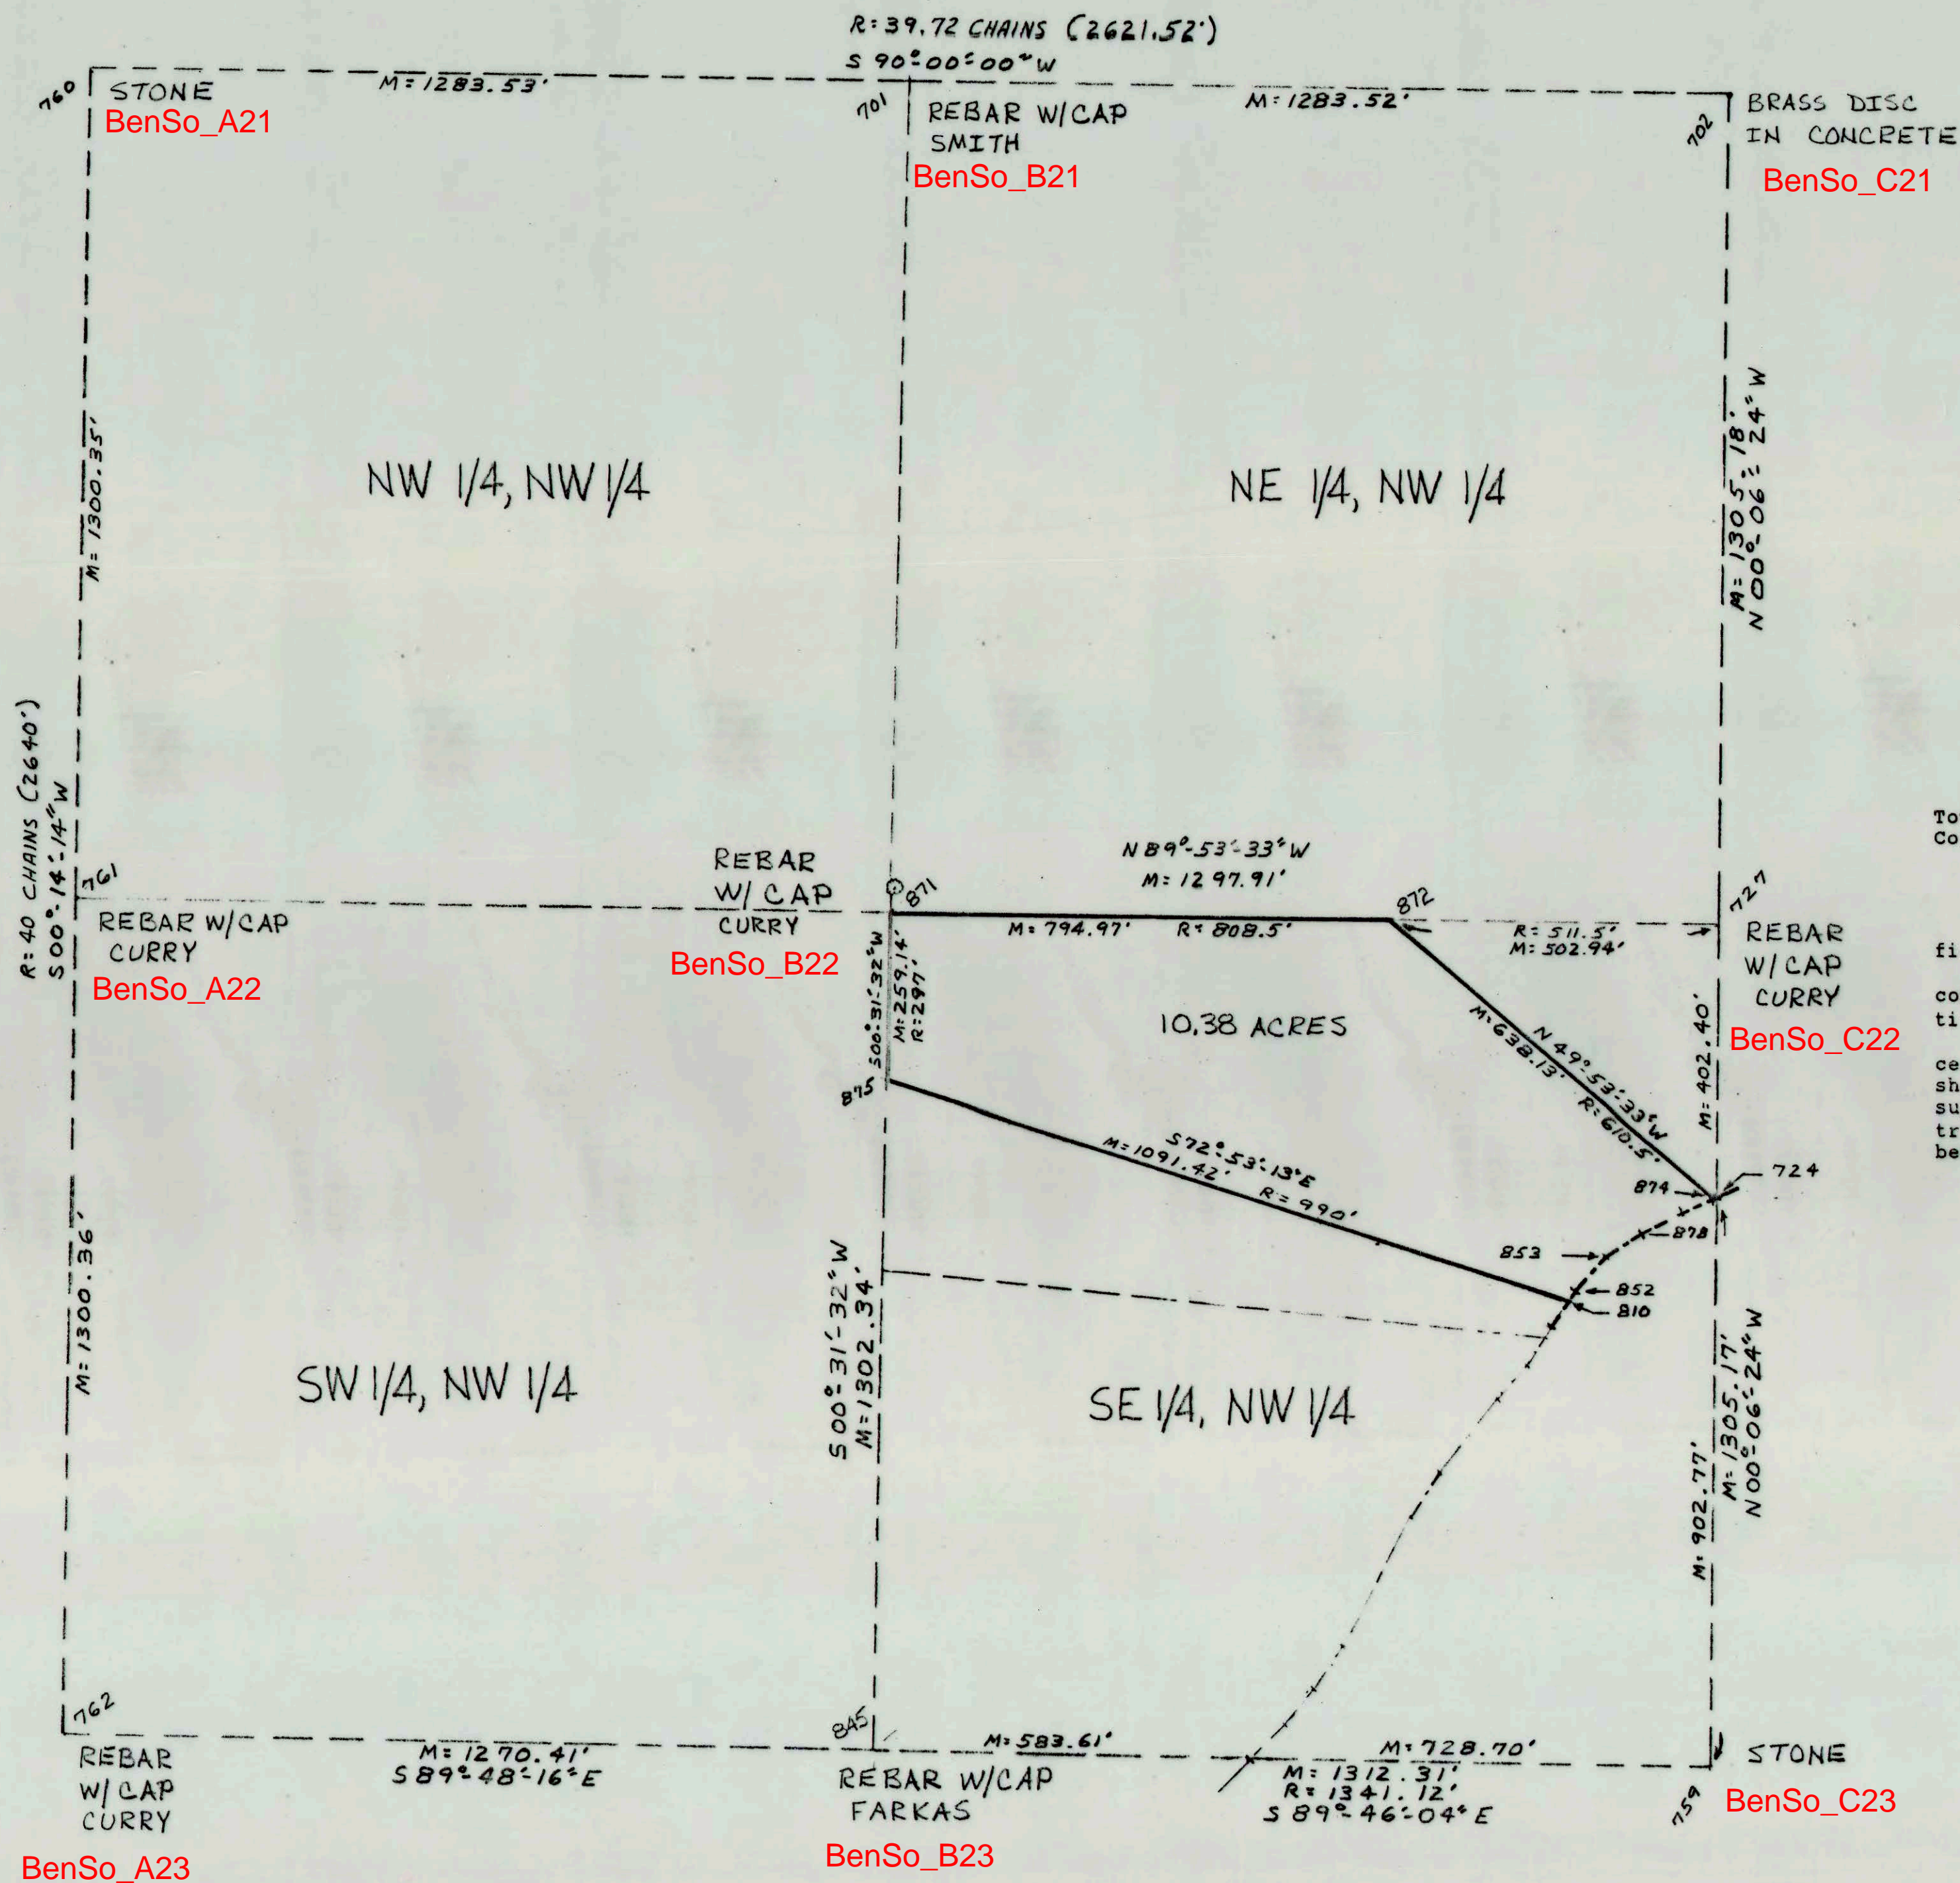 R=39.72 CHAINS (2621.52')
S 90°-00'-00" W
760
STONE
BenSo_A21
M=1283.53'
701
REBAR W/CAP
SMITH
BenSo_B21
M=1283.52'
702
BRASS DISC
IN CONCRETE
BenSo_C21
M=1300.35'
NW 1/4, NW 1/4
NE 1/4, NW 1/4
M=1305.18'
N 00°-06'-24" W
R=40 CHAINS (2640')
S00°-14'-14" W
761
REBAR W/CAP
CURRY
BenSo_A22
REBAR
W/CAP
CURRY
BenSo_B22
871
N 89°-53'-33" W
M=1297.91'
872
M=794.97' R=808.5'
R=511.5'
M=502.94'
727
REBAR
W/CAP
CURRY
BenSo_C22
To
Co
fi
co
ti
ce
sh
su
tr
be
S00°-31'-32" W
M=259.14'
R=297'
10.38 ACRES
N 49°-53'-33" W
M=638.13'
R=610.5'
M=402.40'
875
S72°-53'-13" E
M=1091.42'
R=990'
874
724
878
853
852
810
M=1300.36'
SW 1/4, NW 1/4
S00°-31'-32" W
M=1302.34'
SE 1/4, NW 1/4
M=902.77'
M=1305.17'
N00°-06'-24" W
762
REBAR
W/CAP
CURRY
BenSo_A23
M=1270.41'
S89°-48'-16" E
845
REBAR W/CAP
FARKAS
BenSo_B23
M=583.61'
M=728.70'
M=1312.31'
R=1341.12'
S 89°-46'-04" E
759
STONE
BenSo_C23